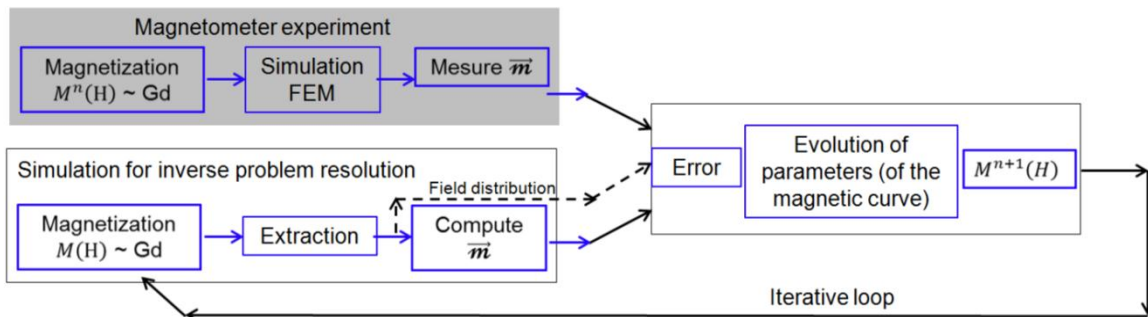 Magnetometer experiment
Magnetization
Mⁿ(H) ~ Gd
Simulation
FEM
Mesure m⃗
Simulation for inverse problem resolution
Field distribution
Magnetization
M(H) ~ Gd
Extraction
Compute
m⃗
Error
Evolution of
parameters (of the
magnetic curve)
Mⁿ⁺¹(H)
Iterative loop